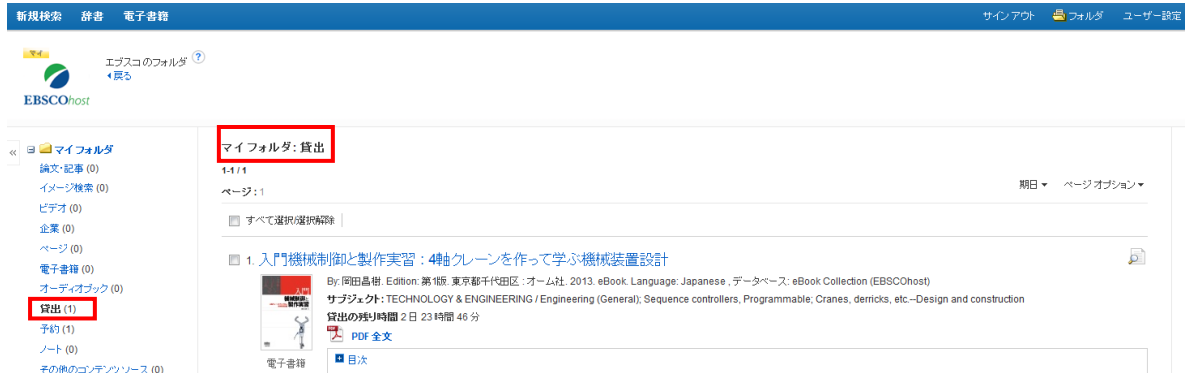 新規検索 辞書 電子書籍 サインアウト フォルダ ユーザー設定
マイ
EBSCOhost
エブスコのフォルダ ?
戻る
«
マイフォルダ
論文・記事 (0)
イメージ検索 (0)
ビデオ (0)
企業 (0)
ページ (0)
電子書籍 (0)
オーディオブック (0)
貸出 (1)
予約 (1)
ノート (0)
その他のコンテンツソース (0)
マイフォルダ: 貸出
1-1 / 1
ページ: 1
期日 ページ オプション
すべて選択/選択解除
1. 入門機械制御と製作実習：4軸クレーンを作って学ぶ機械装置設計
By: 岡田昌樹. Edition: 第1版. 東京都千代田区 : オーム社. 2013. eBook. Language: Japanese , データベース: eBook Collection (EBSCOhost)
サブジェクト: TECHNOLOGY & ENGINEERING / Engineering (General); Sequence controllers, Programmable; Cranes, derricks, etc.--Design and construction
貸出の残り時間 2 日 23 時間 46 分
PDF 全文
目次
入門
電子書籍